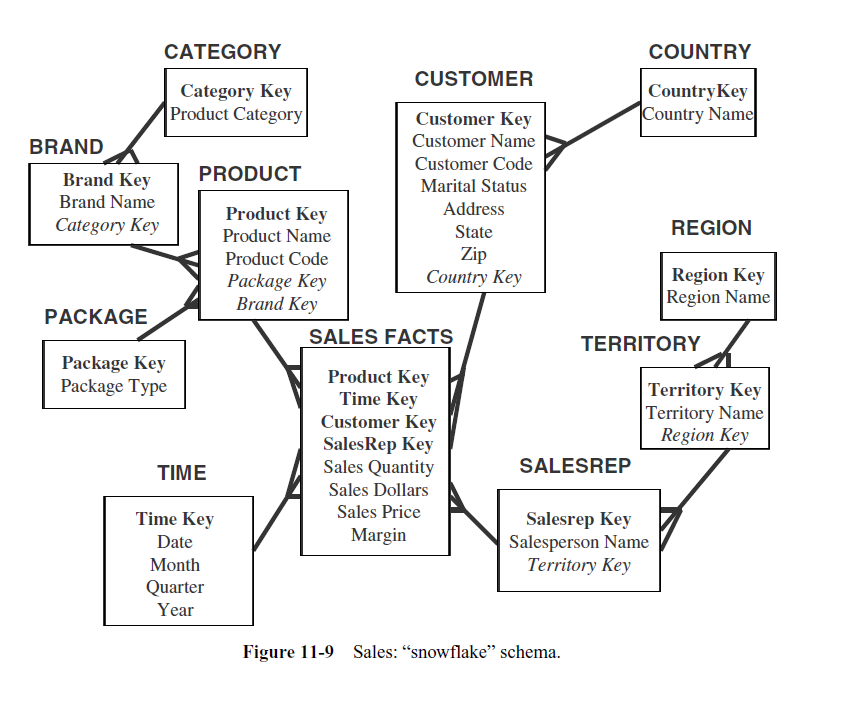 CATEGORY
Category Key
Product Category
BRAND
Brand Key
Brand Name
Category Key
PRODUCT
Product Key
Product Name
Product Code
Package Key
Brand Key
PACKAGE
Package Key
Package Type
CUSTOMER
Customer Key
Customer Name
Customer Code
Marital Status
Address
State
Zip
Country Key
COUNTRY
CountryKey
Country Name
REGION
Region Key
Region Name
TERRITORY
Territory Key
Territory Name
Region Key
SALES FACTS
Product Key
Time Key
Customer Key
SalesRep Key
Sales Quantity
Sales Dollars
Sales Price
Margin
TIME
Time Key
Date
Month
Quarter
Year
SALESREP
Salesrep Key
Salesperson Name
Territory Key
Figure 11-9 Sales: “snowflake” schema.